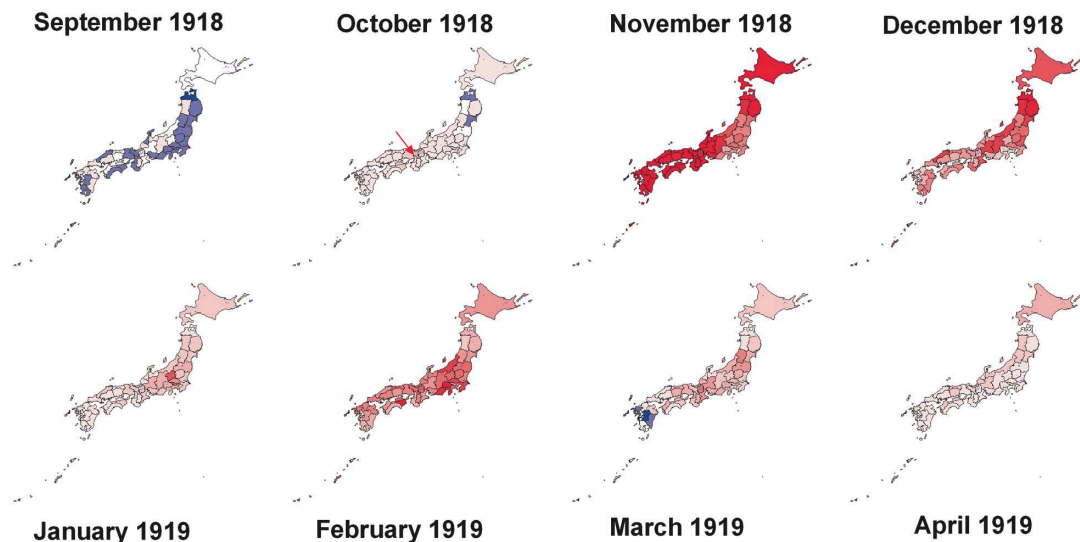 September 1918
October 1918
November 1918
December 1918
January 1919
February 1919
March 1919
April 1919